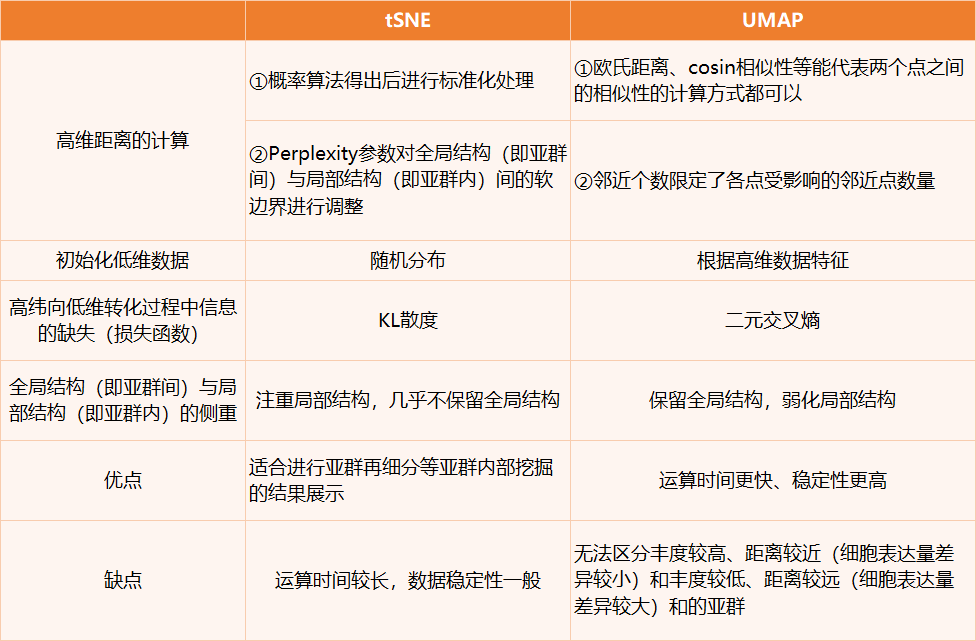 tSNE
UMAP
高维距离的计算
①概率算法得出后进行标准化处理
①欧氏距离、cosin相似性等能代表两个点之间
的相似性的计算方式都可以
②Perplexity参数对全局结构（即亚群
间）与局部结构（即亚群内）间的软
边界进行调整
②邻近个数限定了各点受影响的邻近点数量
初始化低维数据
随机分布
根据高维数据特征
高纬向低维转化过程中信息
的缺失（损失函数）
KL散度
二元交叉熵
全局结构（即亚群间）与局
部结构（即亚群内）的侧重
注重局部结构，几乎不保留全局结构
保留全局结构，弱化局部结构
优点
适合进行亚群再细分等亚群内部挖掘
的结果展示
运算时间更快、稳定性更高
缺点
运算时间较长，数据稳定性一般
无法区分丰度较高、距离较近（细胞表达量差
异较小）和丰度较低、距离较远（细胞表达量
差异较大）和的亚群